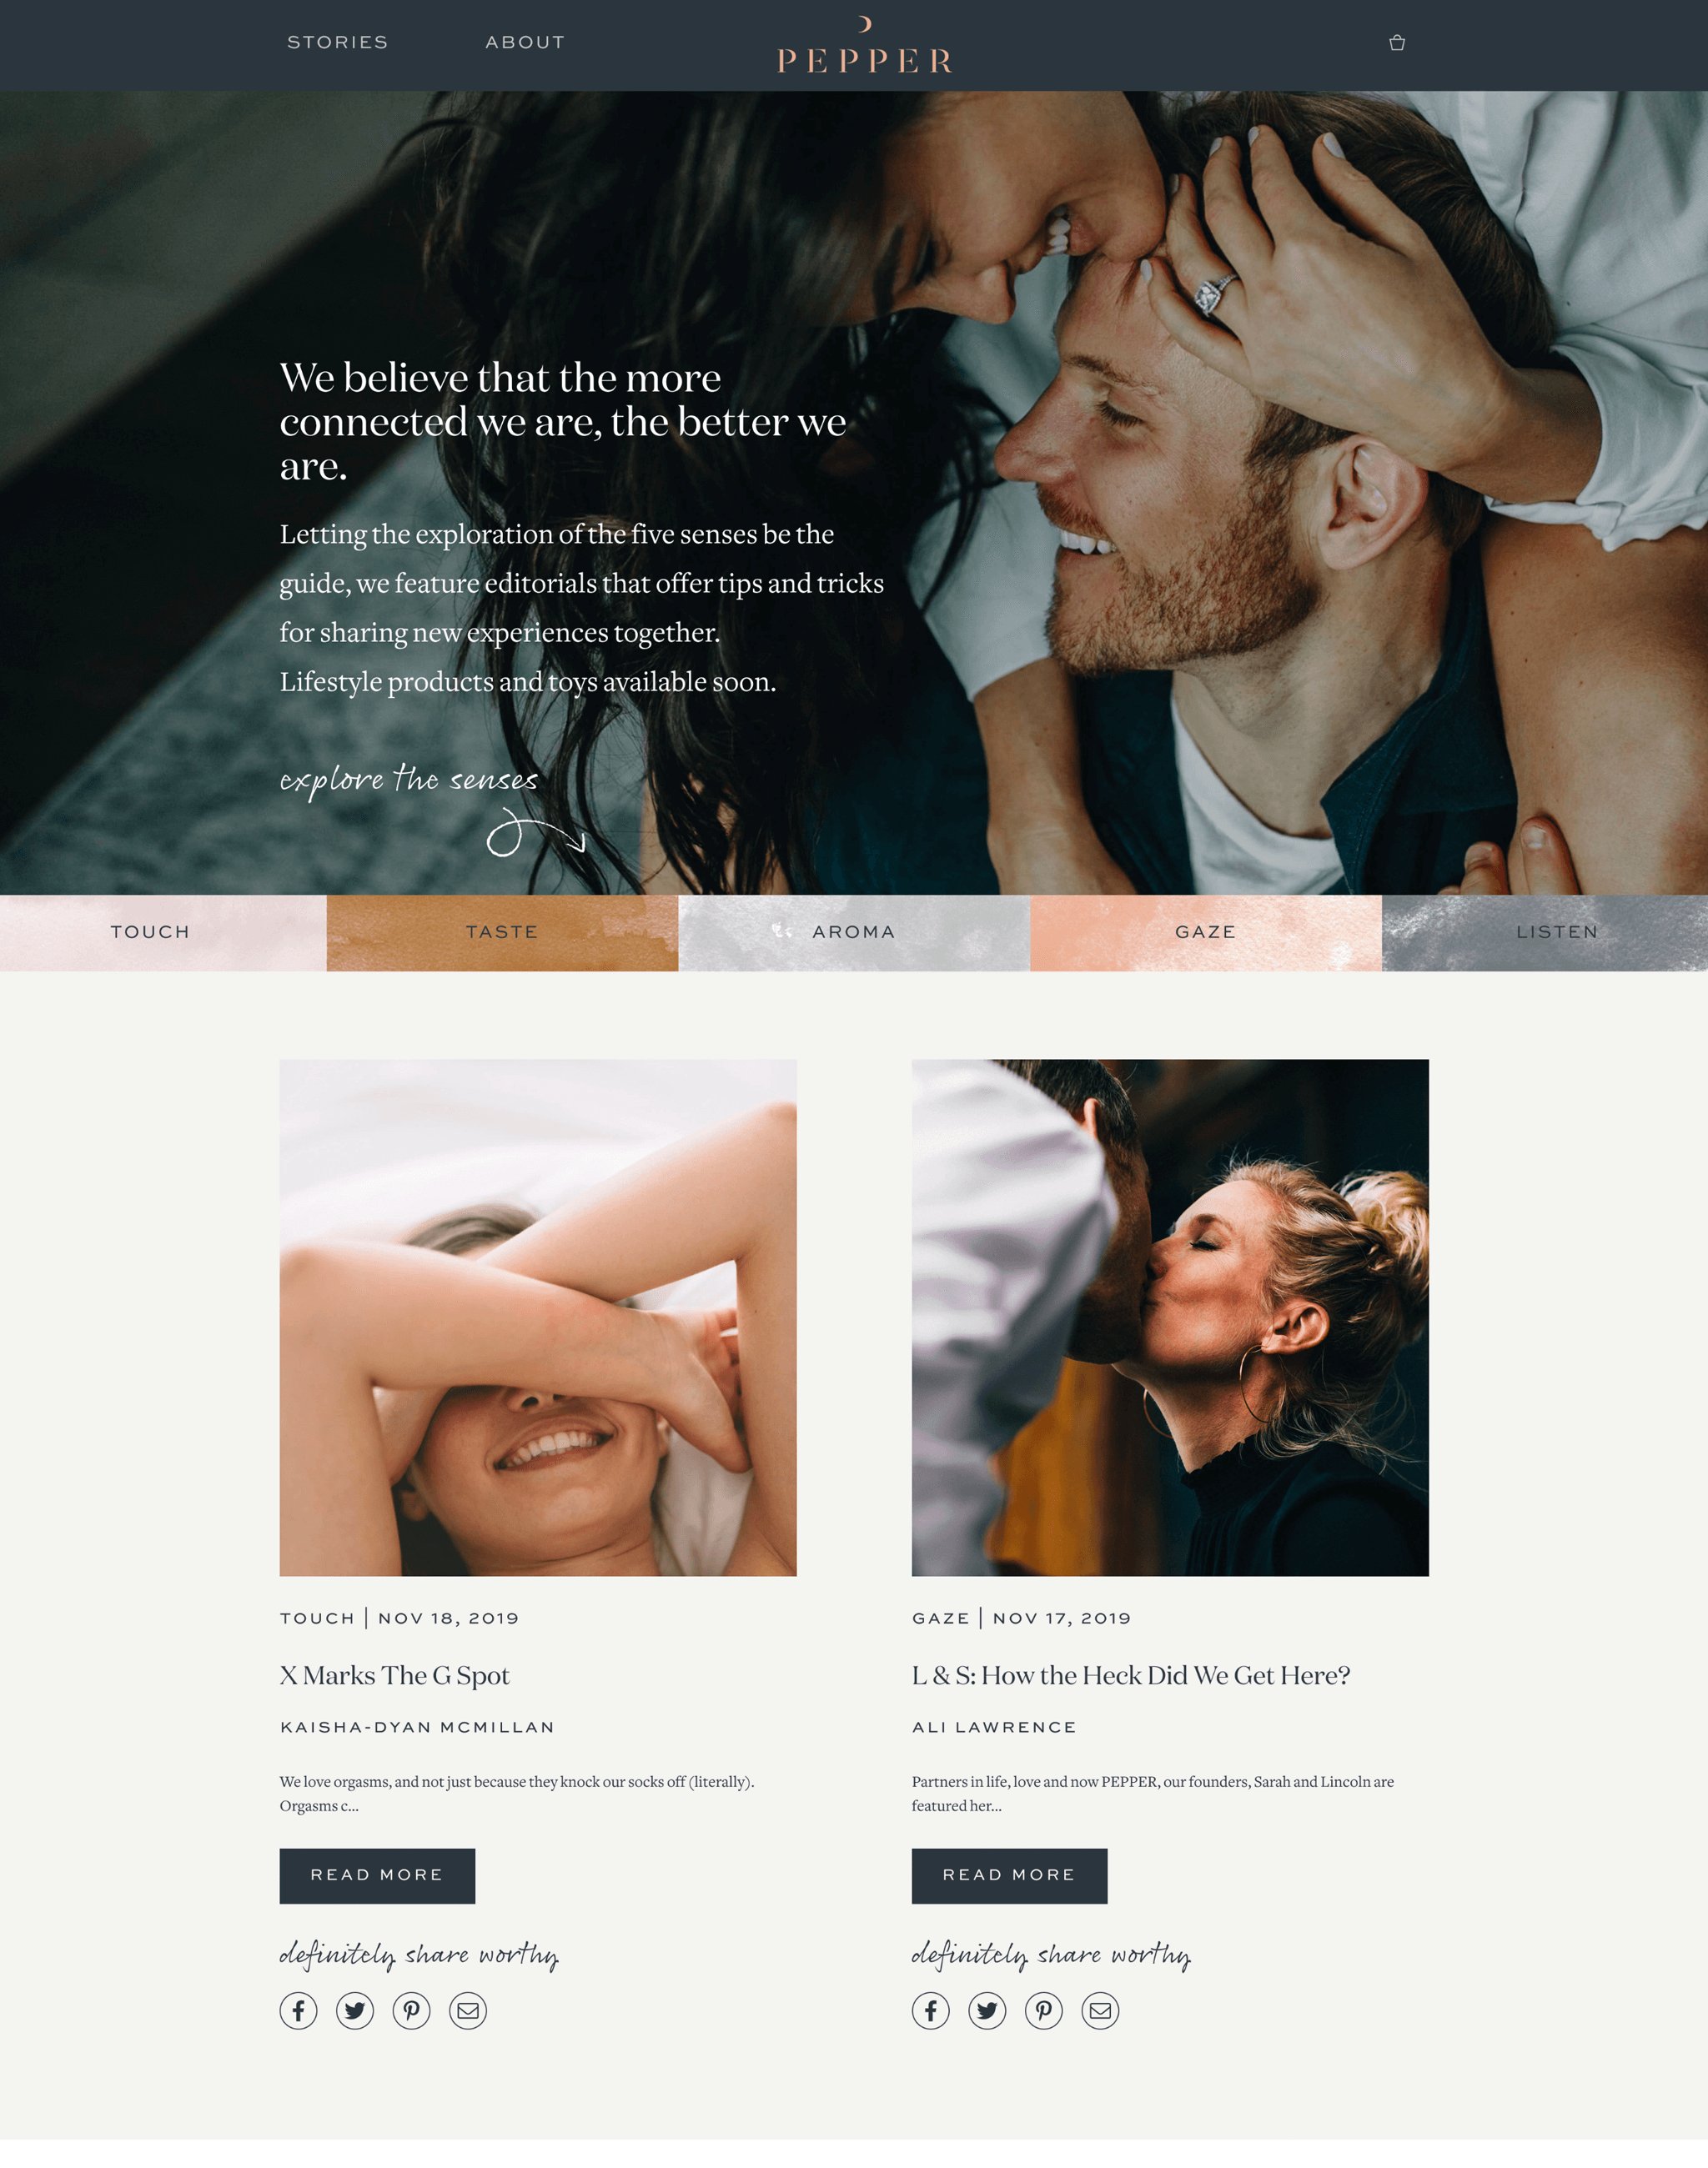 STORIES
ABOUT
PEPPER
We believe that the more
connected we are, the better we
are.
Letting the exploration of the five senses be the
guide, we feature editorials that offer tips and tricks
for sharing new experiences together.
Lifestyle products and toys available soon.
explore the senses
TOUCH
TASTE
AROMA
GAZE
LISTEN
TOUCH | NOV 18, 2019
X Marks The G Spot
KAISHA-DYAN MCMILLAN
We love orgasms, and not just because they knock our socks off (literally).
Orgasms c...
READ MORE
definitely share worthy
GAZE | NOV 17, 2019
L & S: How the Heck Did We Get Here?
ALI LAWRENCE
Partners in life, love and now PEPPER, our founders, Sarah and Lincoln are
featured her...
READ MORE
definitely share worthy